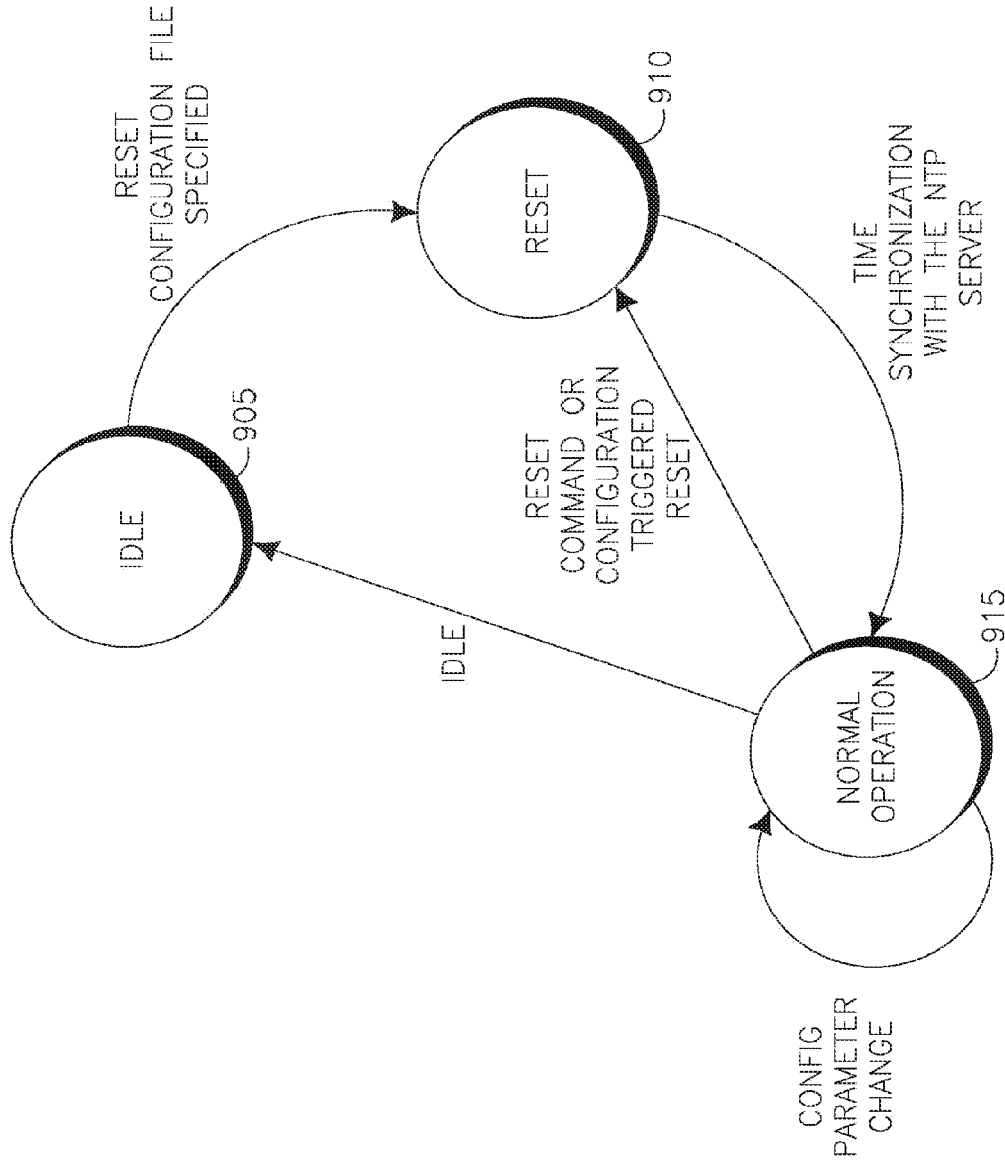 IDLE
905
RESET
CONFIGURATION FILE
SPECIFIED
RESET
910
IDLE
RESET
COMMAND OR
CONFIGURATION
TRIGGERED
RESET
TIME
SYNCHRONIZATION
WITH THE NTP
SERVER
NORMAL
OPERATION
915
CONFIG
PARAMETER
CHANGE